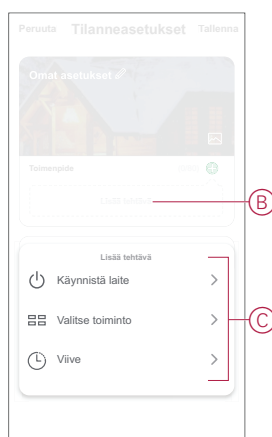 Peruuta Tilanneasetukset Tallenna
Omat asetukset
Toimenpide
Lisää tehtävä
B
Lisää tehtävä
Käynnistä laite
C
Valitse toiminto
Viive